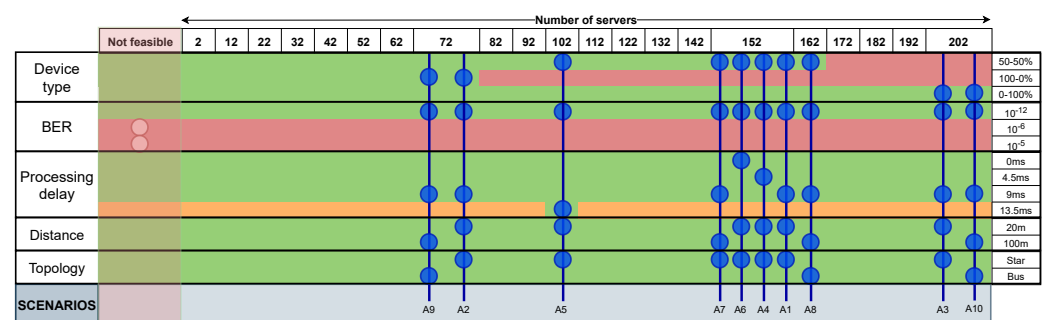 Number of servers
Not feasible 2 12 22 32 42 52 62 72 82 92 102 112 122 132 142 152 162 172 182 192 202
Device type 50-50%
100-0%
0-100%
BER 10⁻¹²
10⁻⁶
10⁻⁵
Processing delay 0ms
4.5ms
9ms
13.5ms
Distance 20m
100m
Topology Star
Bus
SCENARIOS A9 A2 A5 A7 A6 A4 A1 A8 A3 A10